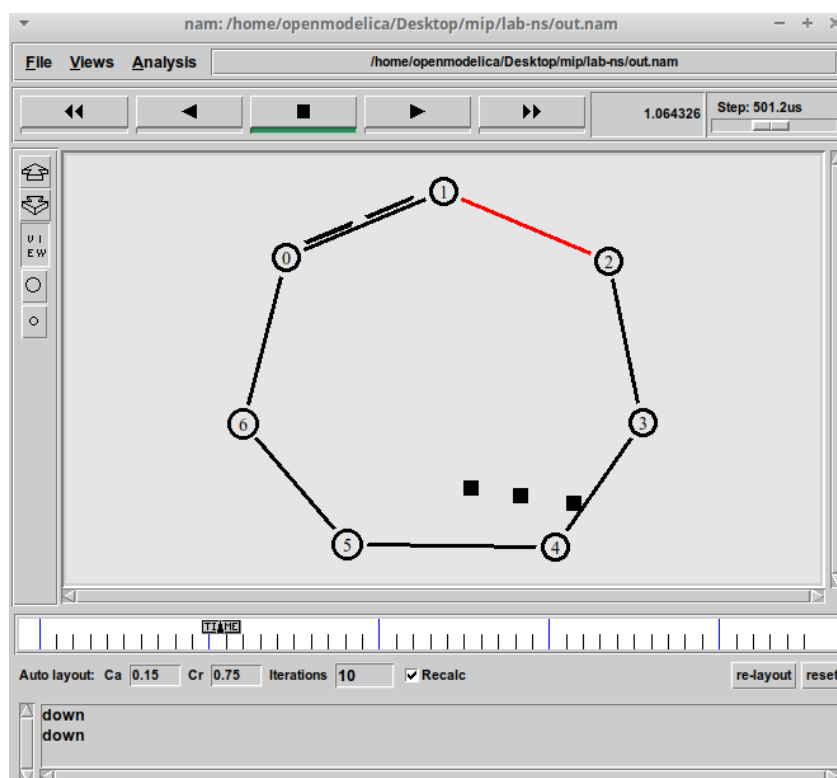 nam: /home/openmodelica/Desktop/mip/lab-ns/out.nam
File Views Analysis /home/openmodelica/Desktop/mip/lab-ns/out.nam
1.064326 Step: 501.2us
1
0
2
V I
E W
6
3
5
4
TIME
Auto layout: Ca 0.15 Cr 0.75 Iterations 10 Recalc re-layout reset
down
down